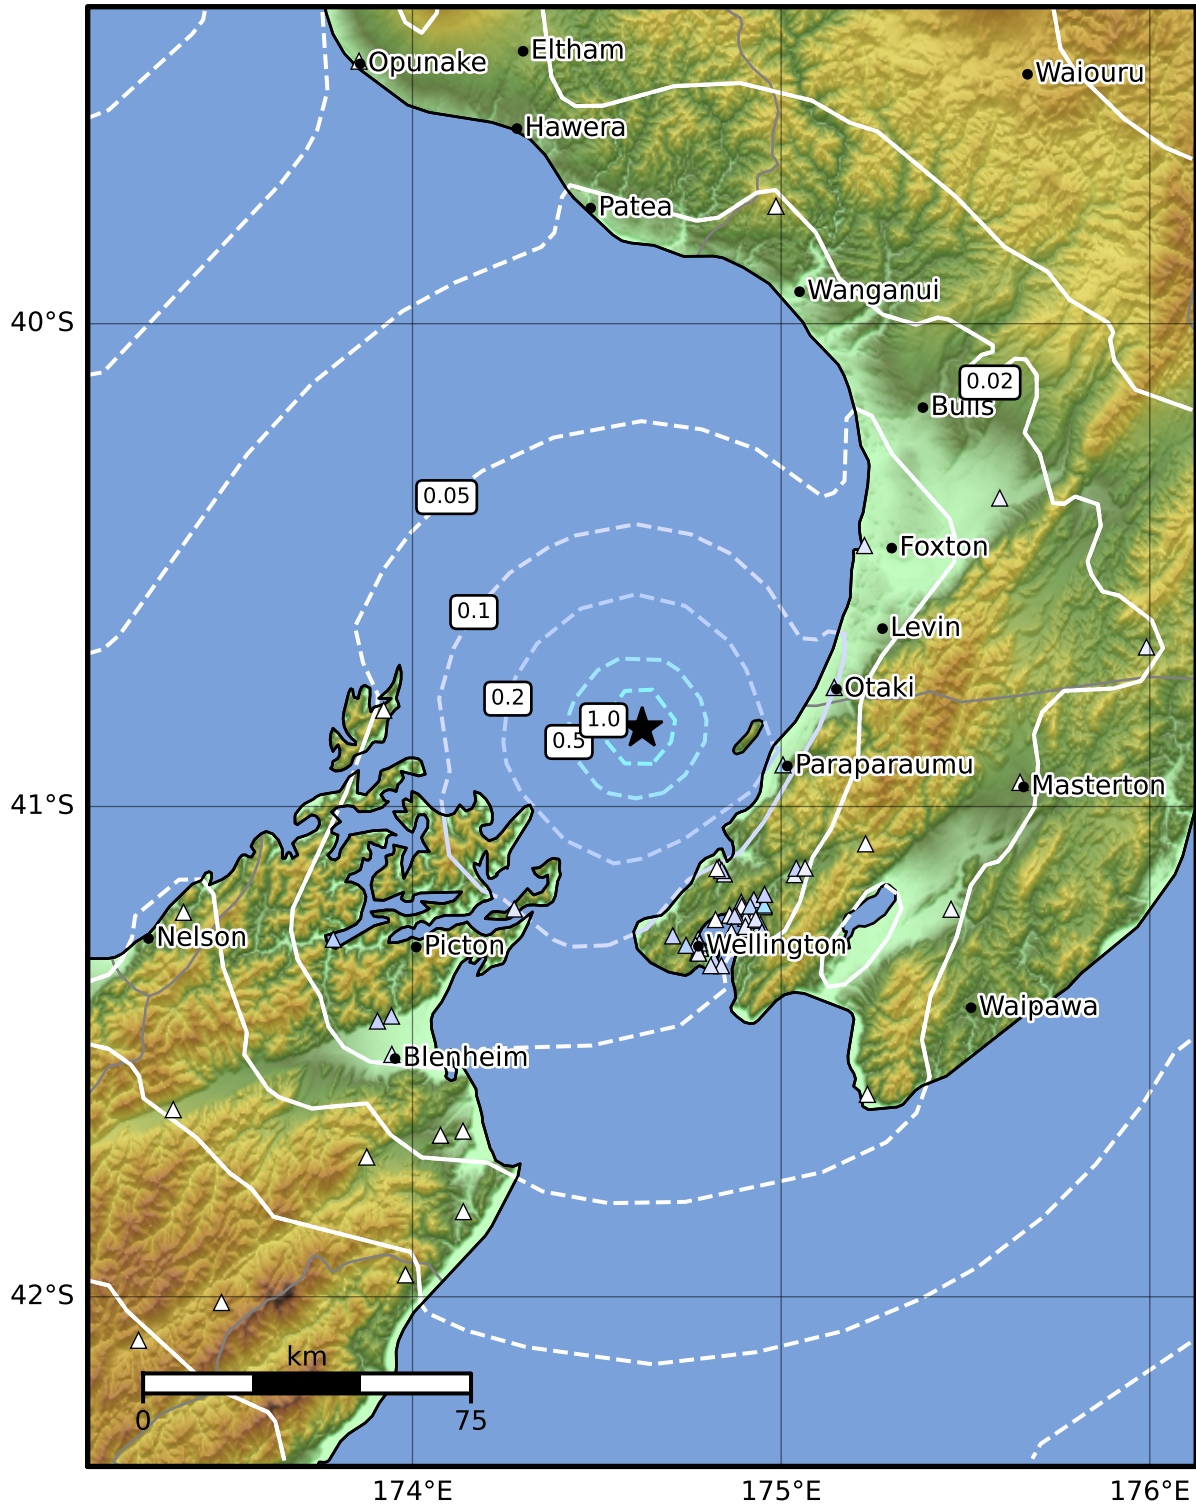 Opunake
Eltham
Waiouru
Hawera
Patea
Wanganui
40°S
0.02
Bulls
0.05
Foxton
0.1
Levin
0.2
Otaki
1.0
0.5
Paraparaumu
Masterton
41°S
Nelson
Picton
Wellington
Waipawa
Blenheim
42°S
km
0 75
174°E 175°E 176°E